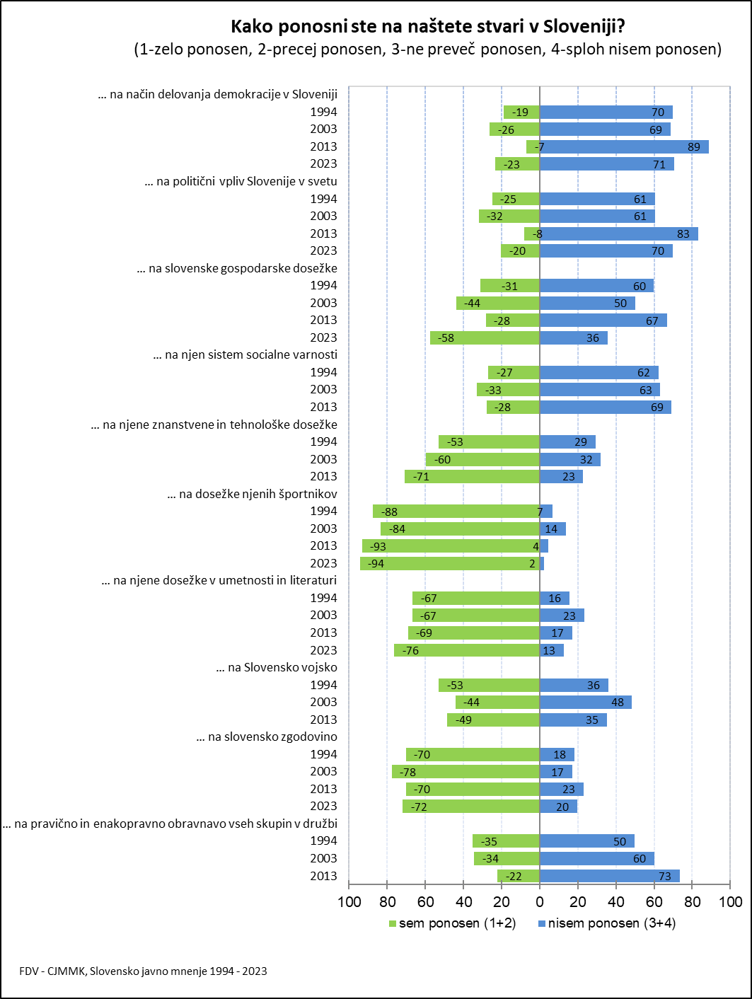 Kako ponosni ste na naštete stvari v Sloveniji?
(1-zelo ponosen, 2-precej ponosen, 3-ne preveč ponosen, 4-sploh nisem ponosen)
... na način delovanja demokracije v Sloveniji
1994 -19 70
2003 -26 69
2013 -7 89
2023 -23 71
... na politični vpliv Slovenije v svetu
1994 -25 61
2003 -32 61
2013 -8 83
2023 -20 70
... na slovenske gospodarske dosežke
1994 -31 60
2003 -44 50
2013 -28 67
2023 -58 36
... na njen sistem socialne varnosti
1994 -27 62
2003 -33 63
2013 -28 69
... na njene znanstvene in tehnološke dosežke
1994 -53 29
2003 -60 32
2013 -71 23
... na dosežke njenih športnikov
1994 -88 7
2003 -84 14
2013 -93 4
2023 -94 2
... na njene dosežke v umetnosti in literaturi
1994 -67 16
2003 -67 23
2013 -69 17
2023 -76 13
... na Slovensko vojsko
1994 -53 36
2003 -44 48
2013 -49 35
... na slovensko zgodovino
1994 -70 18
2003 -78 17
2013 -70 23
2023 -72 20
... na pravično in enakopravno obravnavo vseh skupin v družbi
1994 -35 50
2003 -34 60
2013 -22 73
100 80 60 40 20 0 20 40 60 80 100
sem ponosen (1+2) nisem ponosen (3+4)
FDV - CJMMK, Slovensko javno mnenje 1994 - 2023